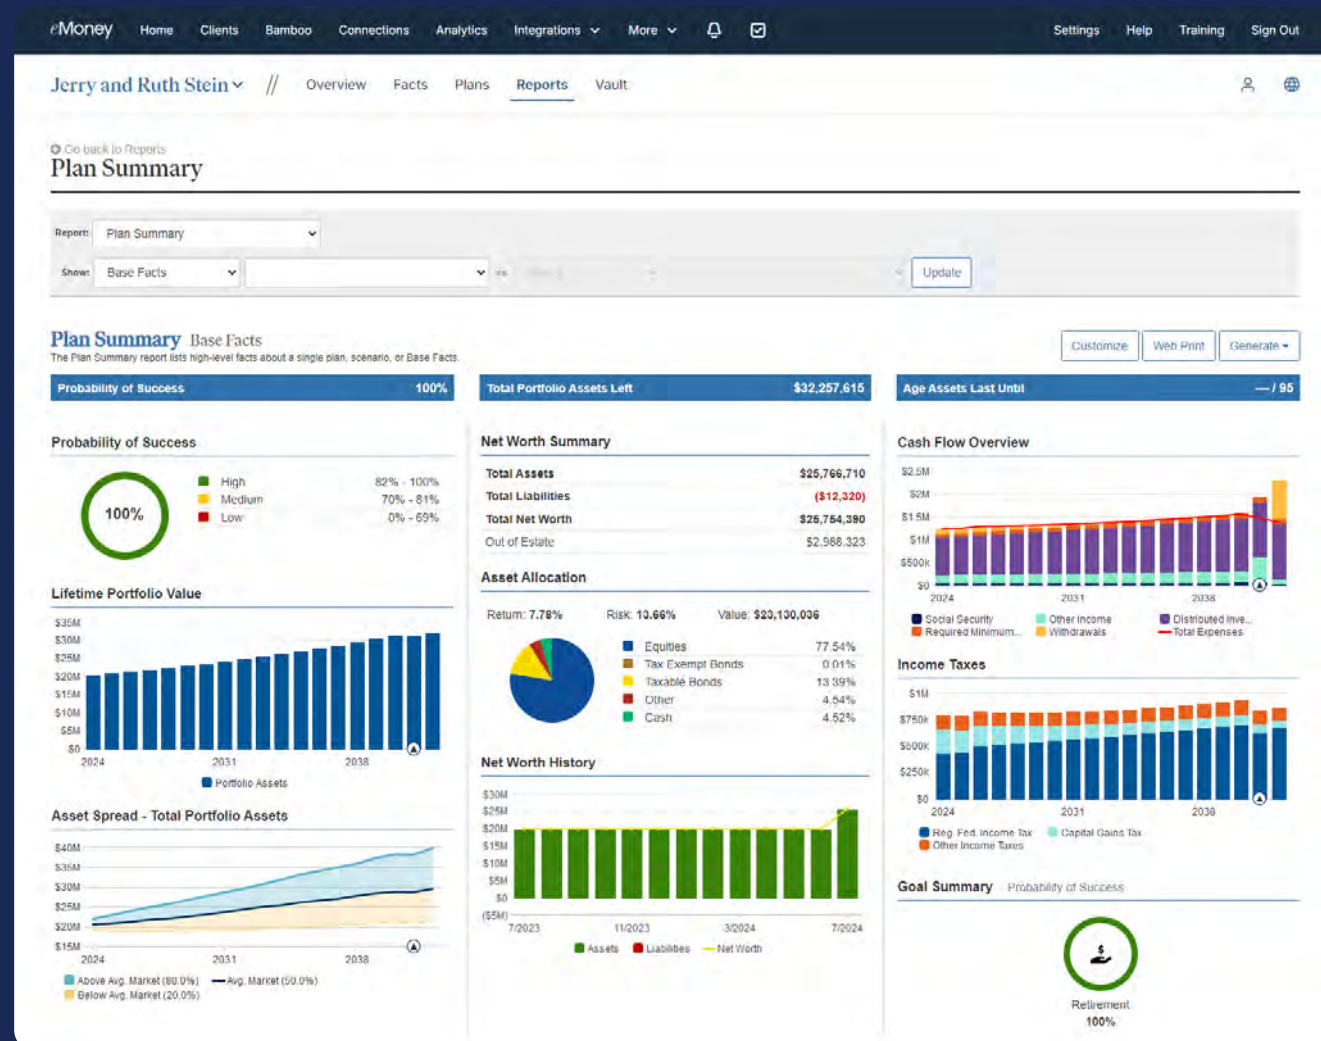 eMoney Home Clients Bamboo Connections Analytics Integrations More Settings Help Training Sign Out
Jerry and Ruth Stein // Overview Facts Plans Reports Vault
Go back to Reports
Plan Summary
Report: Plan Summary
Show: Base Facts vs Update
Plan Summary Base Facts
The Plan Summary report lists high-level facts about a single plan, scenario, or Base Facts.
Customize Web Print Generate
Probability of Success 100%
Probability of Success
100%
High 82% - 100%
Medium 70% - 81%
Low 0% - 69%
Lifetime Portfolio Value
$35M
$30M
$25M
$20M
$15M
$10M
$5M
$0
2024 2031 2038
Portfolio Assets
Asset Spread - Total Portfolio Assets
$40M
$35M
$30M
$25M
$20M
$15M
2024 2031 2038
Above Avg. Market (80.0%) Avg. Market (50.0%)
Below Avg. Market (20.0%)
Total Portfolio Assets Left $32,257,615
Net Worth Summary
Total Assets $25,766,710
Total Liabilities ($12,320)
Total Net Worth $25,754,390
Out of Estate $2,988,323
Asset Allocation
Return: 7.78% Risk: 13.66% Value: $23,130,036
Equities 77.54%
Tax Exempt Bonds 0.01%
Taxable Bonds 13.39%
Other 4.54%
Cash 4.52%
Net Worth History
$30M
$25M
$20M
$15M
$10M
$5M
$0
($5M)
7/2023 11/2023 3/2024 7/2024
Assets Liabilities Net Worth
Age Assets Last Until — / 95
Cash Flow Overview
$2.5M
$2M
$1.5M
$1M
$500k
$0
2024 2031 2038
Social Security Other Income Distributed Inve...
Required Minimum... Withdrawals Total Expenses
Income Taxes
$1M
$750k
$500k
$250k
$0
2024 2031 2038
Reg. Fed. Income Tax Capital Gains Tax
Other Income Taxes
Goal Summary Probability of Success
$
Retirement
100%